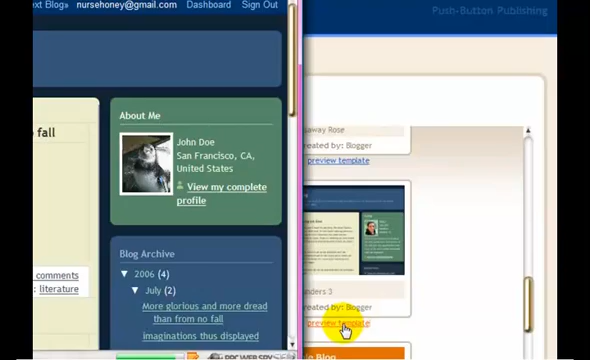 ext Blog» nursehoney@gmail.com Dashboard Sign Out
Push-Button Publishing
fall
About Me
John Doe
San Francisco, CA,
United States
View my complete
profile
Blog Archive
▼ 2006 (4)
▼ July (2)
More glorious and more dread
than from no fall
imaginations thus displayed
comments
: literature
away Rose
reated by: Blogger
preview template
nders 3
reated by: Blogger
preview template
e Blog